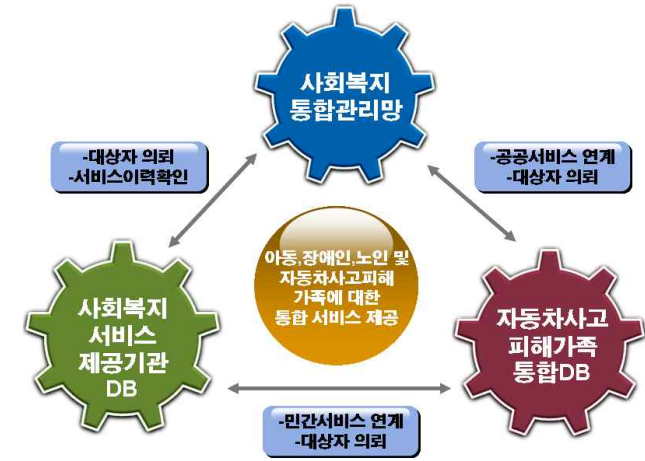 사회복지
통합관리망
-대상자 의뢰
-서비스이력확인
-공공서비스 연계
-대상자 의뢰
아동,장애인,노인 및
자동차사고피해
가족에 대한
통합 서비스 제공
사회복지
서비스
제공기관
DB
자동차사고
피해가족
통합DB
-민간서비스 연계
-대상자 의뢰